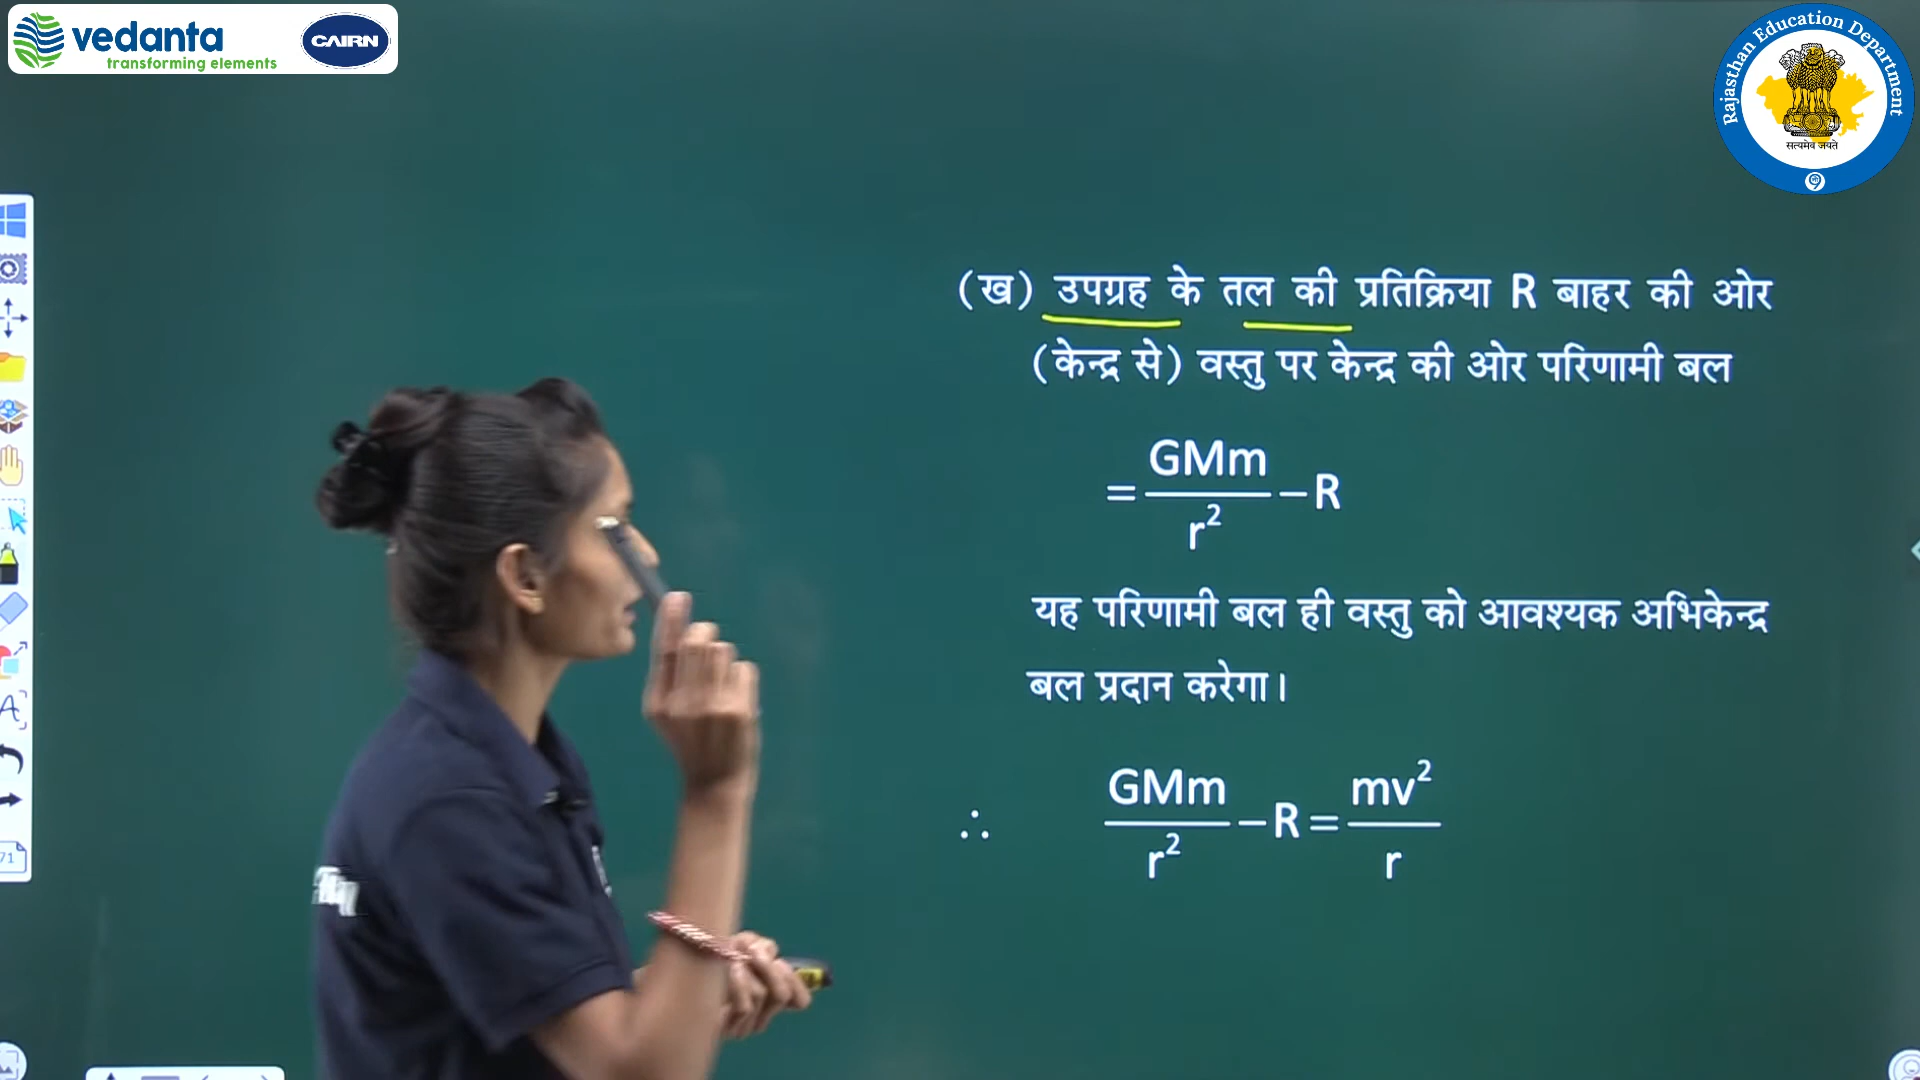 vedanta
transforming elements
CAIRN
Rajasthan Education Department
सत्यमेव जयते
(ख) उपग्रह के तल की प्रतिक्रिया R बाहर की ओर
(केन्द्र से) वस्तु पर केन्द्र की ओर परिणामी बल
= GMm/r² − R
यह परिणामी बल ही वस्तु को आवश्यक अभिकेन्द्र
बल प्रदान करेगा।
∴ GMm/r² − R = mv²/r
71